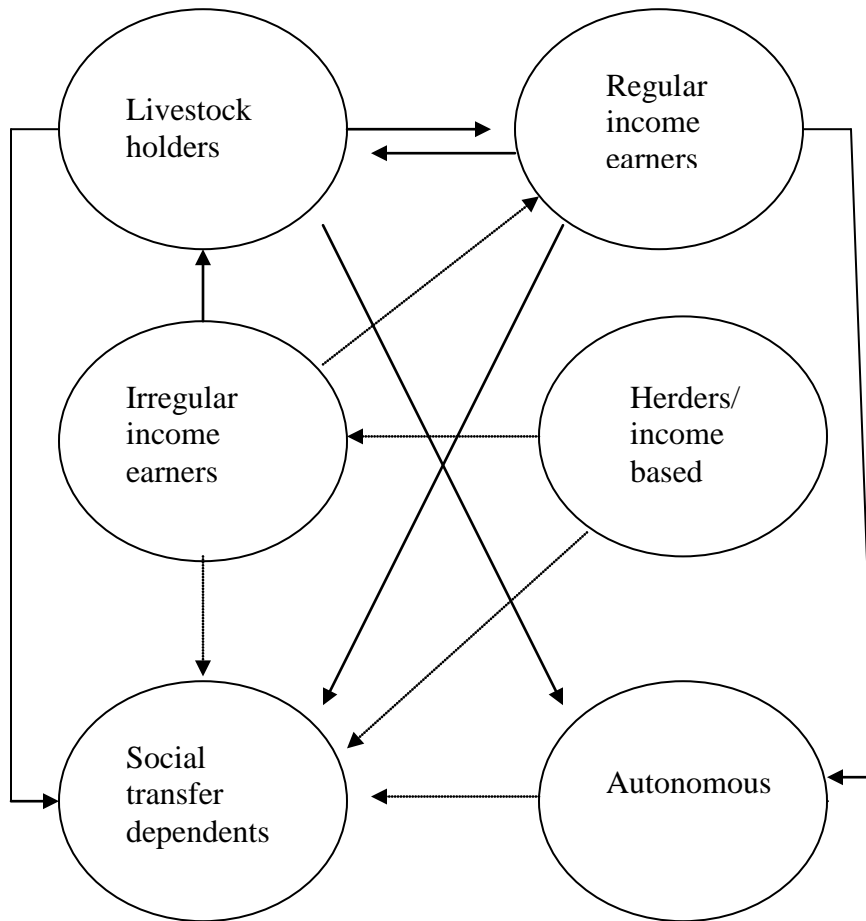 Livestock
holders
Regular
income
earners
Irregular
income
earners
Herders/
income
based
Social
transfer
dependents
Autonomous